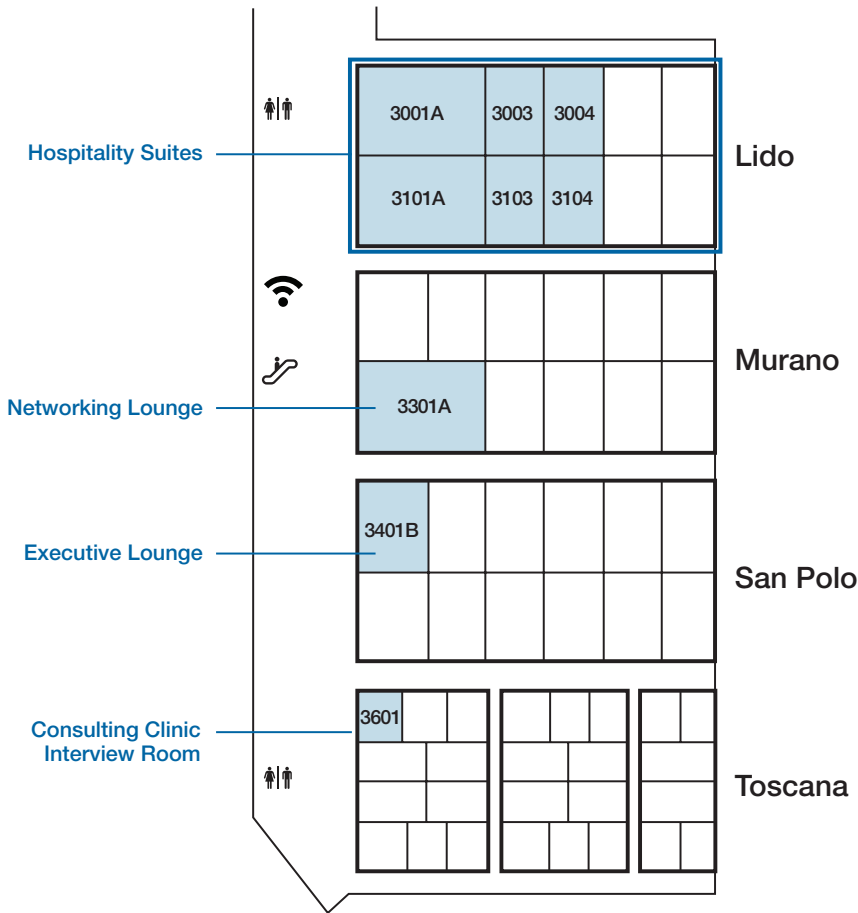 3001A
3003
3004
Hospitality Suites
Lido
3101A
3103
3104
Murano
Networking Lounge
3301A
3401B
Executive Lounge
San Polo
3601
Consulting Clinic
Interview Room
Toscana